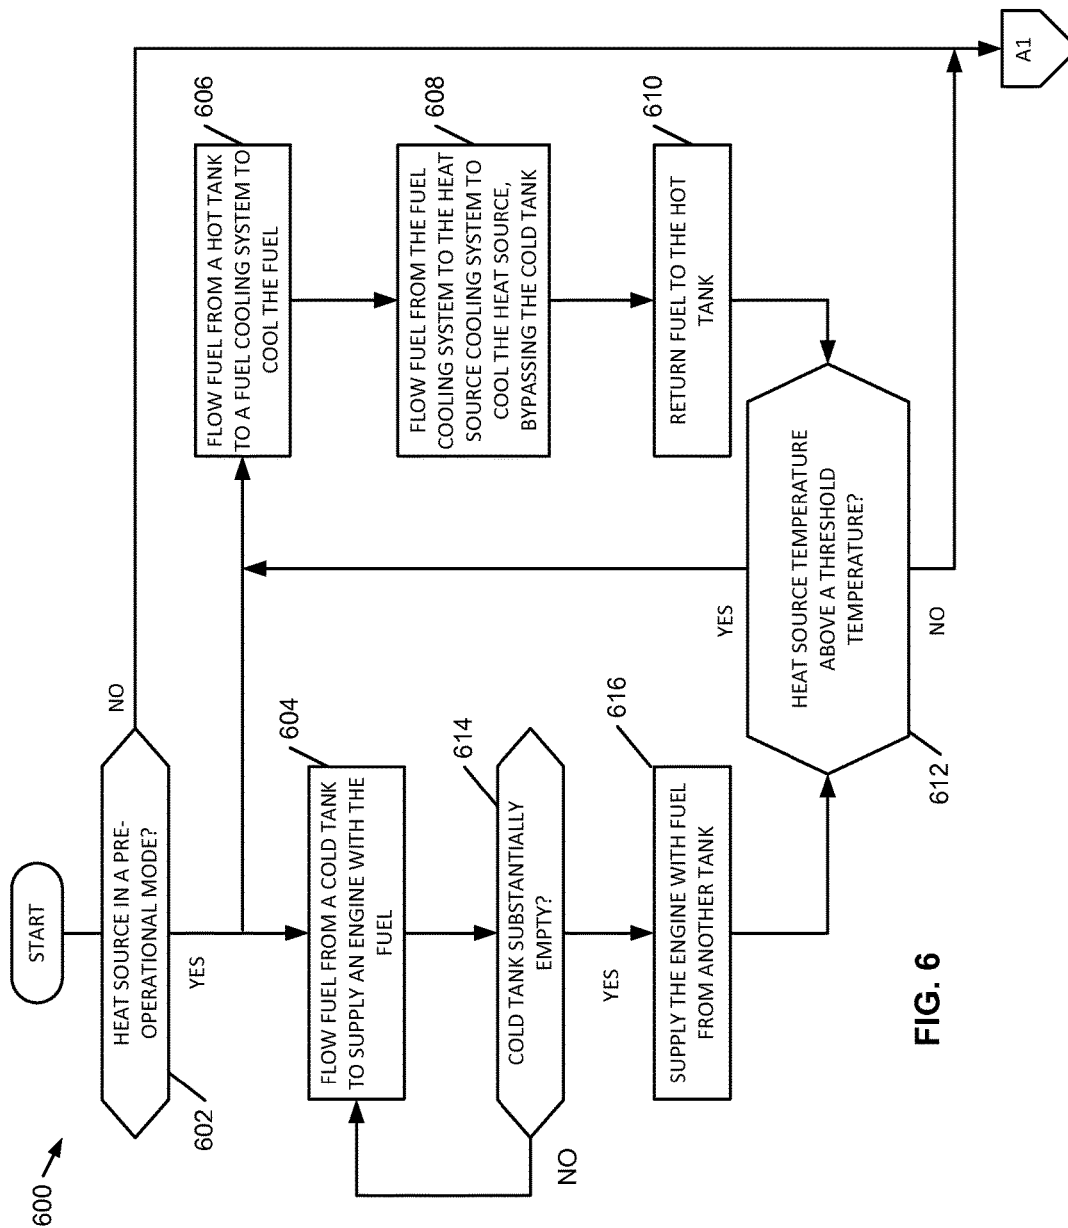 600
START
HEAT SOURCE IN A PRE-
OPERATIONAL MODE?
602
NO
YES
FLOW FUEL FROM A COLD TANK
TO SUPPLY AN ENGINE WITH THE
FUEL
604
COLD TANK SUBSTANTIALLY
EMPTY?
614
NO
YES
SUPPLY THE ENGINE WITH FUEL
FROM ANOTHER TANK
616
FLOW FUEL FROM A HOT TANK
TO A FUEL COOLING SYSTEM TO
COOL THE FUEL
606
FLOW FUEL FROM THE FUEL
COOLING SYSTEM TO THE HEAT
SOURCE COOLING SYSTEM TO
COOL THE HEAT SOURCE,
BYPASSING THE COLD TANK
608
RETURN FUEL TO THE HOT
TANK
610
HEAT SOURCE TEMPERATURE
ABOVE A THRESHOLD
TEMPERATURE?
612
YES
NO
A1
FIG. 6